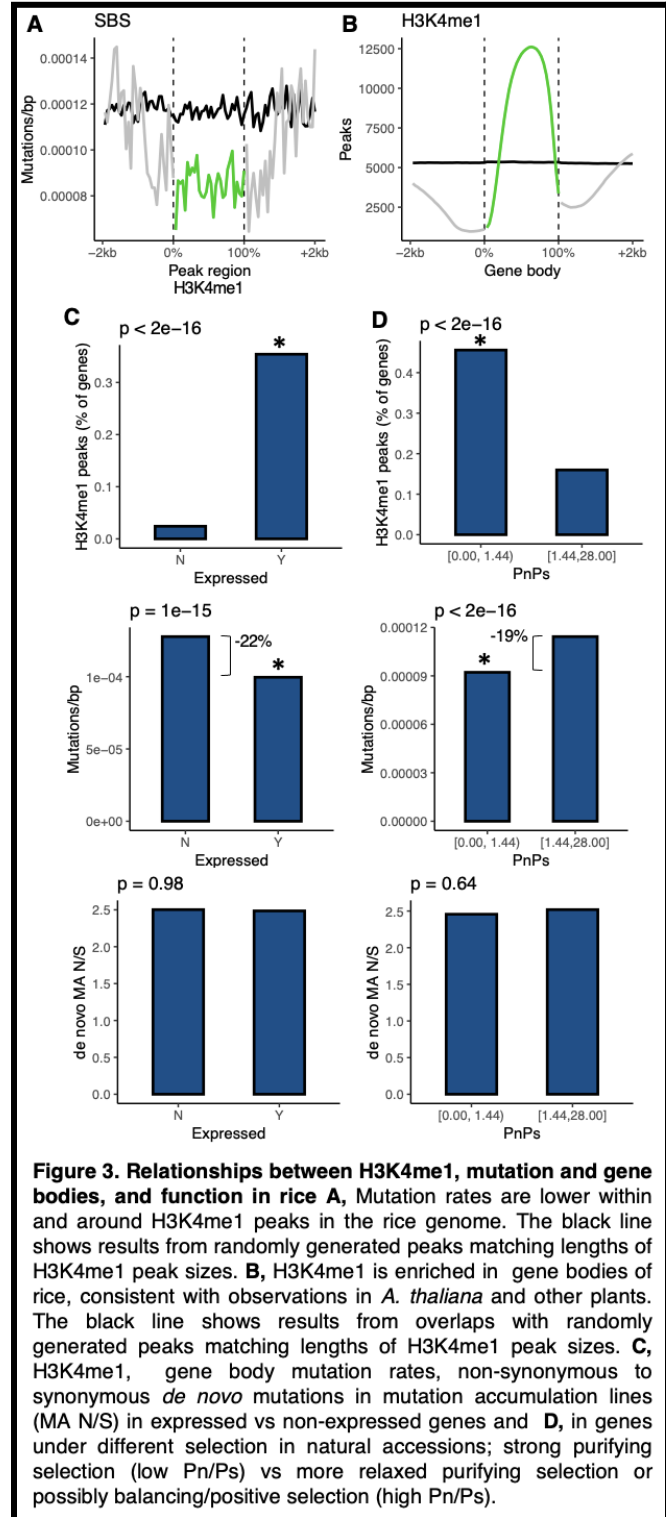 A
SBS
Mutations/bp
0.00014
0.00012
0.00010
0.00008
−2kb 0% 100% +2kb
Peak region
H3K4me1
B
H3K4me1
Peaks
12500
10000
7500
5000
2500
−2kb 0% 100% +2kb
Gene body
C
p < 2e−16
*
H3K4me1 peaks (% of genes)
0.3
0.2
0.1
0.0
N Y
Expressed
D
p < 2e−16
*
H3K4me1 peaks (% of genes)
0.4
0.3
0.2
0.1
0.0
[0.00, 1.44) [1.44,28.00]
PnPs
p = 1e−15
-22%
*
Mutations/bp
1e−04
5e−05
0e+00
N Y
Expressed
p < 2e−16
-19%
*
Mutations/bp
0.00012
0.00009
0.00006
0.00003
0.00000
[0.00, 1.44) [1.44,28.00]
PnPs
p = 0.98
de novo MA N/S
2.5
2.0
1.5
1.0
0.5
0.0
N Y
Expressed
p = 0.64
de novo MA N/S
2.5
2.0
1.5
1.0
0.5
0.0
[0.00, 1.44) [1.44,28.00]
PnPs
Figure 3. Relationships between H3K4me1, mutation and gene
bodies, and function in rice A, Mutation rates are lower within
and around H3K4me1 peaks in the rice genome. The black line
shows results from randomly generated peaks matching lengths of
H3K4me1 peak sizes. B, H3K4me1 is enriched in gene bodies of
rice, consistent with observations in A. thaliana and other plants.
The black line shows results from overlaps with randomly
generated peaks matching lengths of H3K4me1 peak sizes. C,
H3K4me1, gene body mutation rates, non-synonymous to
synonymous de novo mutations in mutation accumulation lines
(MA N/S) in expressed vs non-expressed genes and D, in genes
under different selection in natural accessions; strong purifying
selection (low Pn/Ps) vs more relaxed purifying selection or
possibly balancing/positive selection (high Pn/Ps).